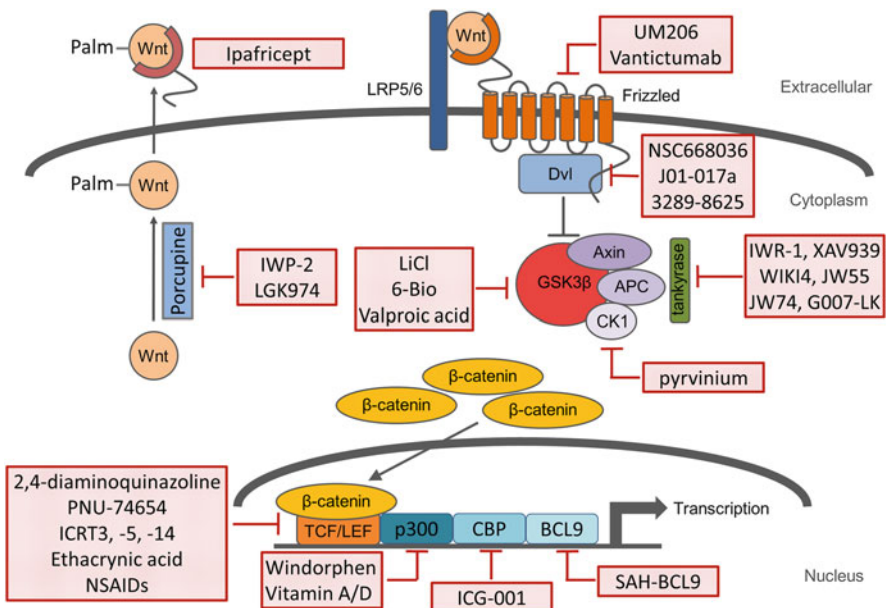 Palm
Wnt
Ipafricept
Wnt
LRP5/6
UM206
Vantictumab
Frizzled
Extracellular
Palm
Wnt
Dvl
NSC668036
J01-017a
3289-8625
Cytoplasm
Porcupine
IWP-2
LGK974
LiCl
6-Bio
Valproic acid
GSK3β
Axin
APC
CK1
tankyrase
IWR-1, XAV939
WIKI4, JW55
JW74, G007-LK
Wnt
pyrvinium
β-catenin
β-catenin
β-catenin
2,4-diaminoquinazoline
PNU-74654
ICRT3, -5, -14
Ethacrynic acid
NSAIDs
β-catenin
TCF/LEF
p300
CBP
BCL9
Transcription
Windorphen
Vitamin A/D
ICG-001
SAH-BCL9
Nucleus